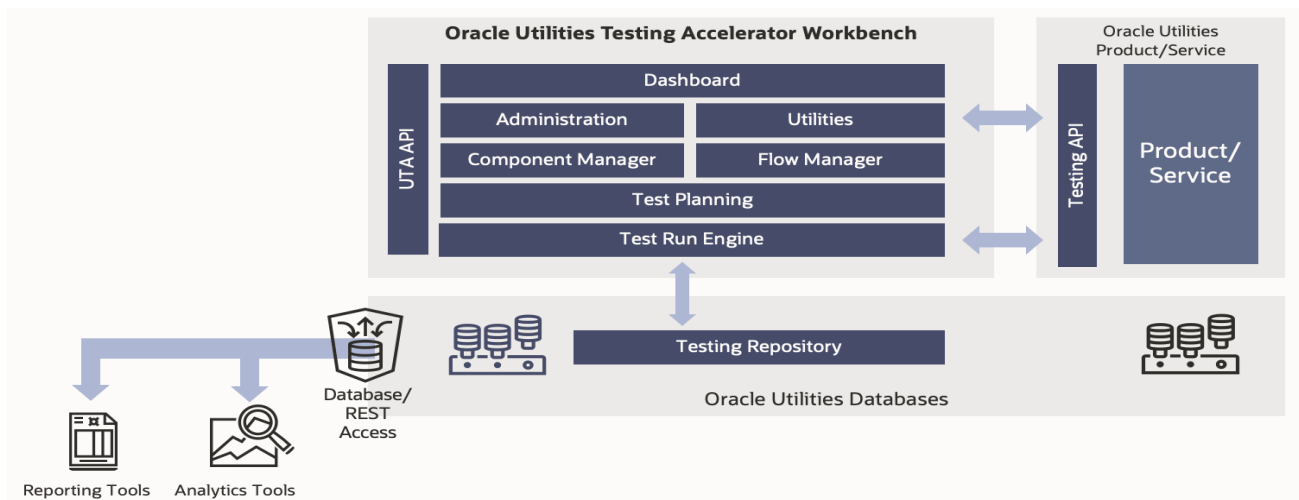 Oracle Utilities Testing Accelerator Workbench
UTA API
Dashboard
Administration
Utilities
Component Manager
Flow Manager
Test Planning
Test Run Engine
Oracle Utilities
Product/Service
Testing API
Product/
Service
Testing Repository
Oracle Utilities Databases
Database/
REST
Access
Reporting Tools
Analytics Tools